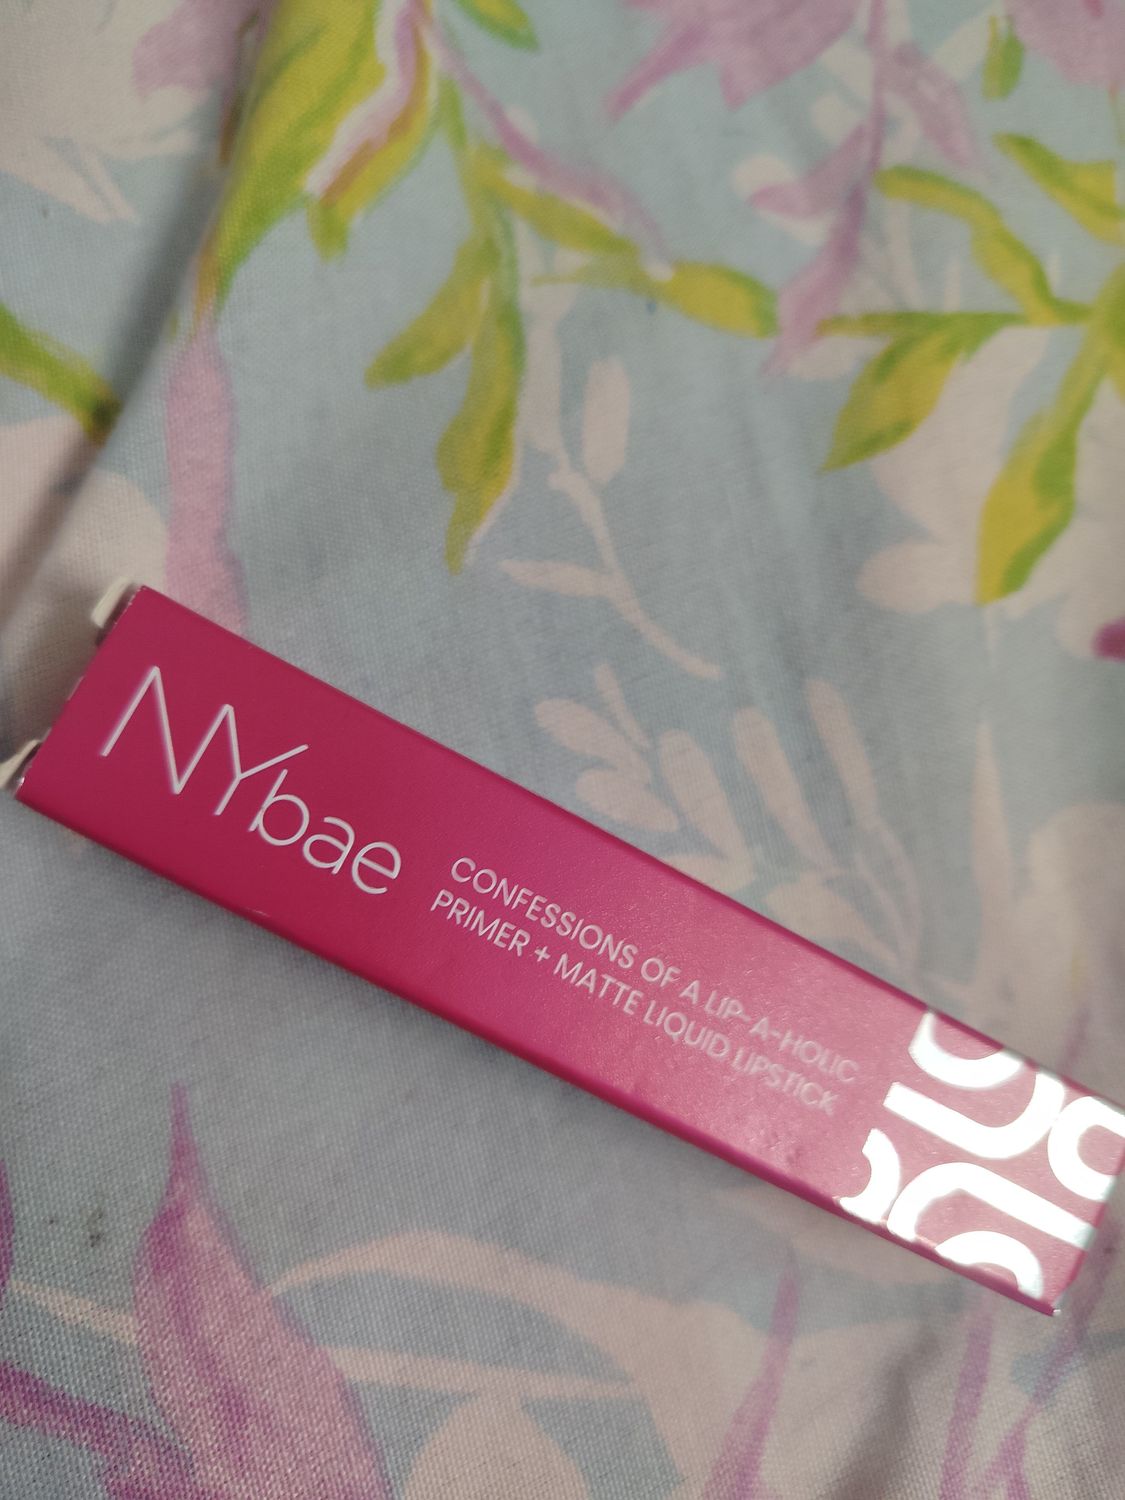 NYbae
CONFESSIONS OF A LIP-A-HOLIC
PRIMER + MATTE LIQUID LIPSTICK